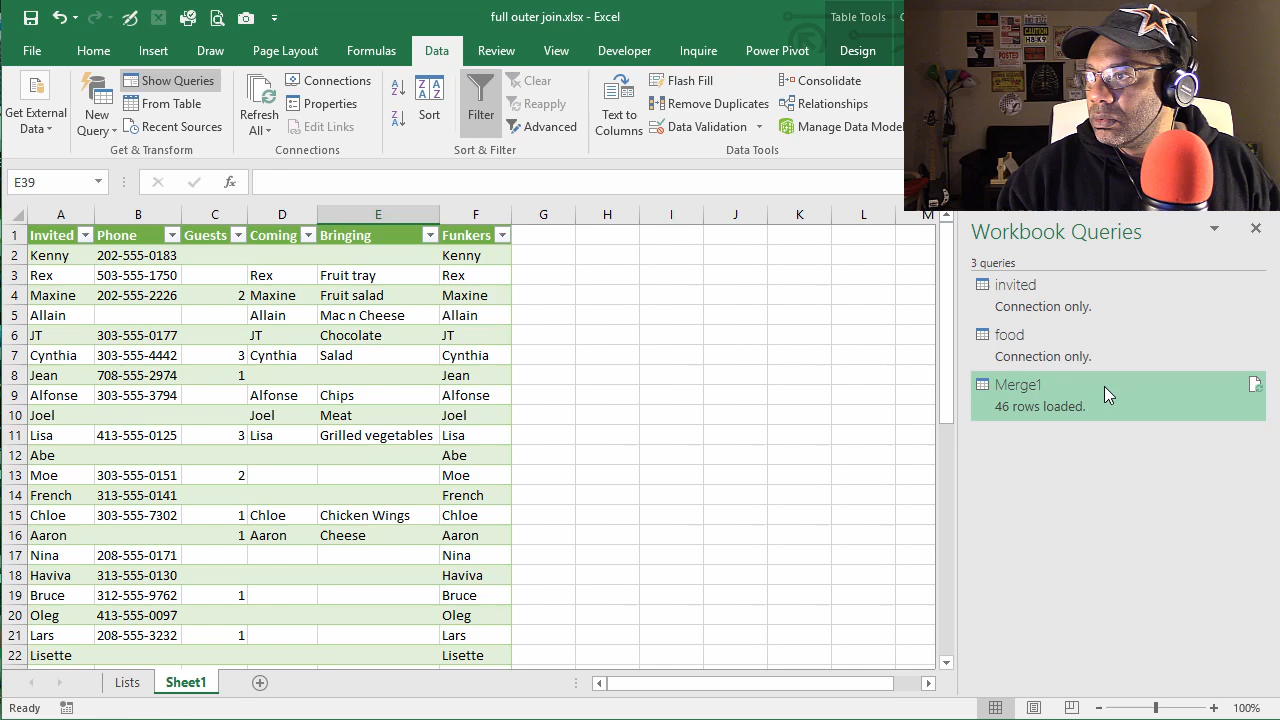 full outer join.xlsx - Excel
Table Tools
File Home Insert Draw Page Layout Formulas Data Review View Developer Inquire Power Pivot Design
Get External Data
New Query
Show Queries
From Table
Recent Sources
Get & Transform
Refresh All
Connections
Properties
Edit Links
Connections
Sort
Filter
Clear
Reapply
Advanced
Sort & Filter
Text to Columns
Flash Fill
Remove Duplicates
Data Validation
Consolidate
Relationships
Manage Data Model
Data Tools
E39
fx
A B C D E F G H I J K L M
1 Invited Phone Guests Coming Bringing Funkers
2 Kenny 202-555-0183 Kenny
3 Rex 503-555-1750 Rex Fruit tray Rex
4 Maxine 202-555-2226 2 Maxine Fruit salad Maxine
5 Allain Allain Mac n Cheese Allain
6 JT 303-555-0177 JT Chocolate JT
7 Cynthia 303-555-4442 3 Cynthia Salad Cynthia
8 Jean 708-555-2974 1 Jean
9 Alfonse 303-555-3794 Alfonse Chips Alfonse
10 Joel Joel Meat Joel
11 Lisa 413-555-0125 3 Lisa Grilled vegetables Lisa
12 Abe Abe
13 Moe 303-555-0151 2 Moe
14 French 313-555-0141 French
15 Chloe 303-555-7302 1 Chloe Chicken Wings Chloe
16 Aaron 1 Aaron Cheese Aaron
17 Nina 208-555-0171 Nina
18 Haviva 313-555-0130 Haviva
19 Bruce 312-555-9762 1 Bruce
20 Oleg 413-555-0097 Oleg
21 Lars 208-555-3232 1 Lars
22 Lisette Lisette
Workbook Queries
3 queries
invited
Connection only.
food
Connection only.
Merge1
46 rows loaded.
Lists Sheet1
Ready
100%